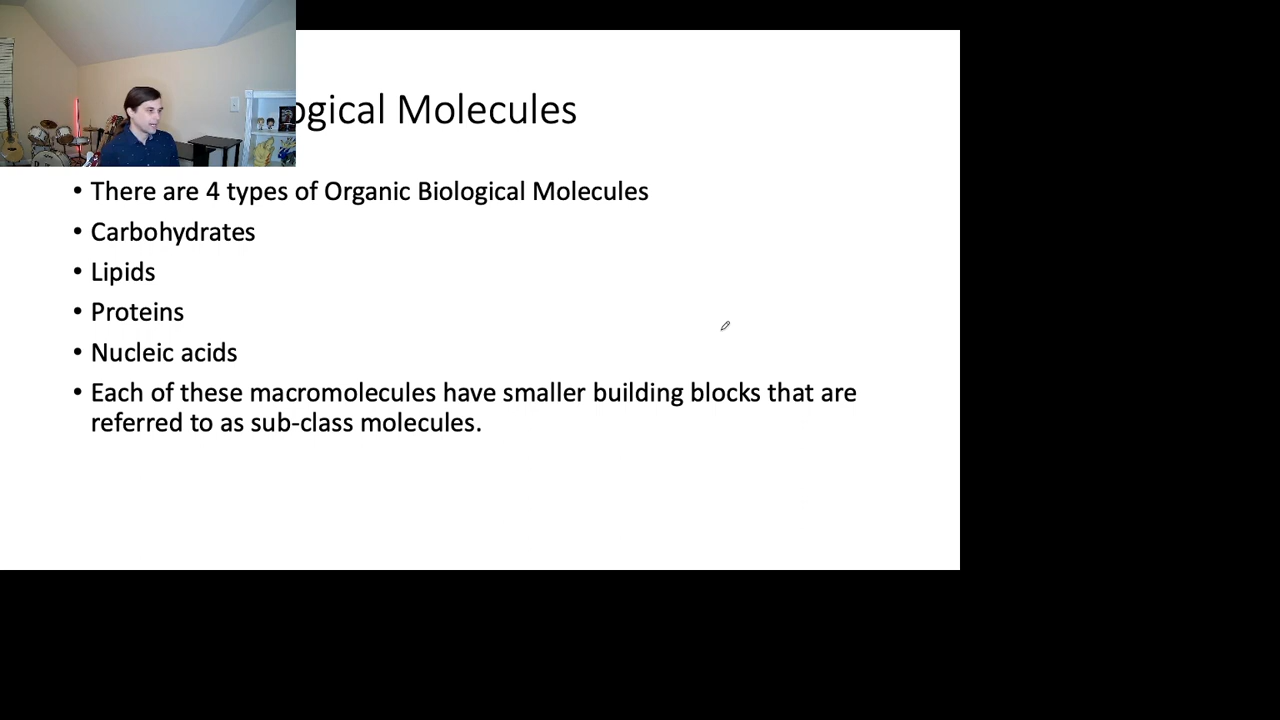 ogical Molecules
• There are 4 types of Organic Biological Molecules
• Carbohydrates
• Lipids
• Proteins
• Nucleic acids
• Each of these macromolecules have smaller building blocks that are
referred to as sub-class molecules.